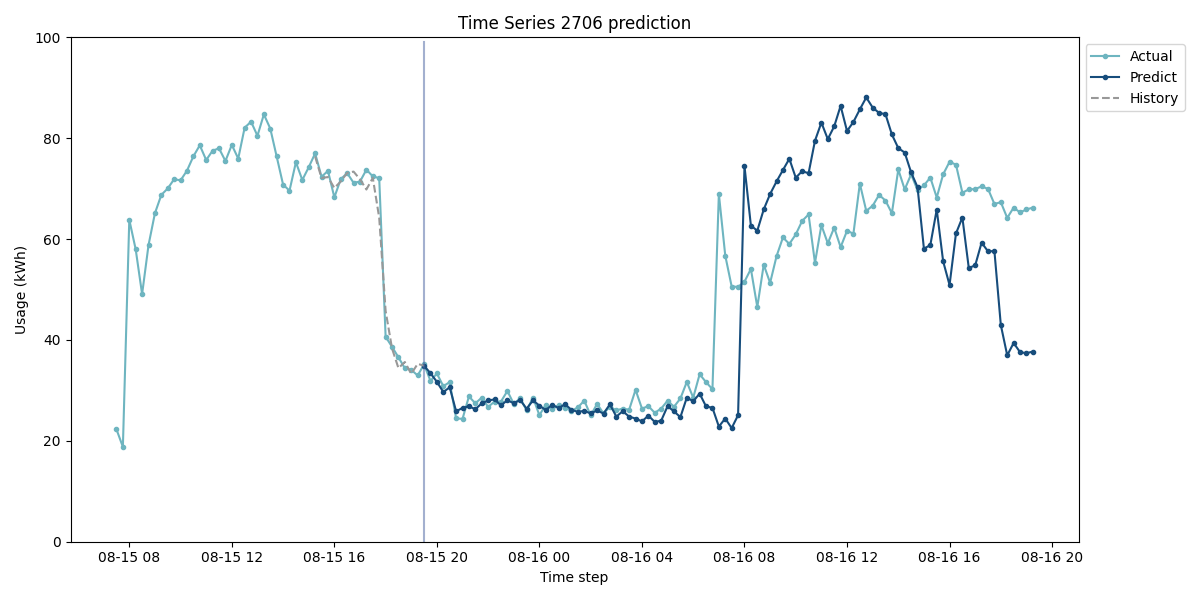 Time Series 2706 prediction
Usage (kWh)
100
80
60
40
20
0
08-15 08
08-15 12
08-15 16
08-15 20
08-16 00
08-16 04
08-16 08
08-16 12
08-16 16
08-16 20
Time step
Actual
Predict
History